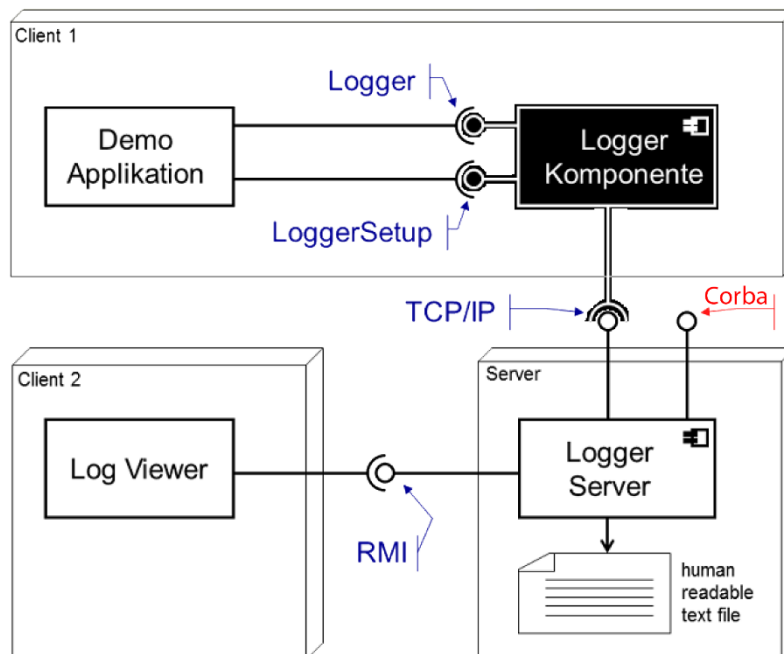 Client 1
Logger
Demo
Applikation
Logger
Komponente
LoggerSetup
TCP/IP
Corba
Client 2
Server
Log Viewer
Logger
Server
RMI
human
readable
text file